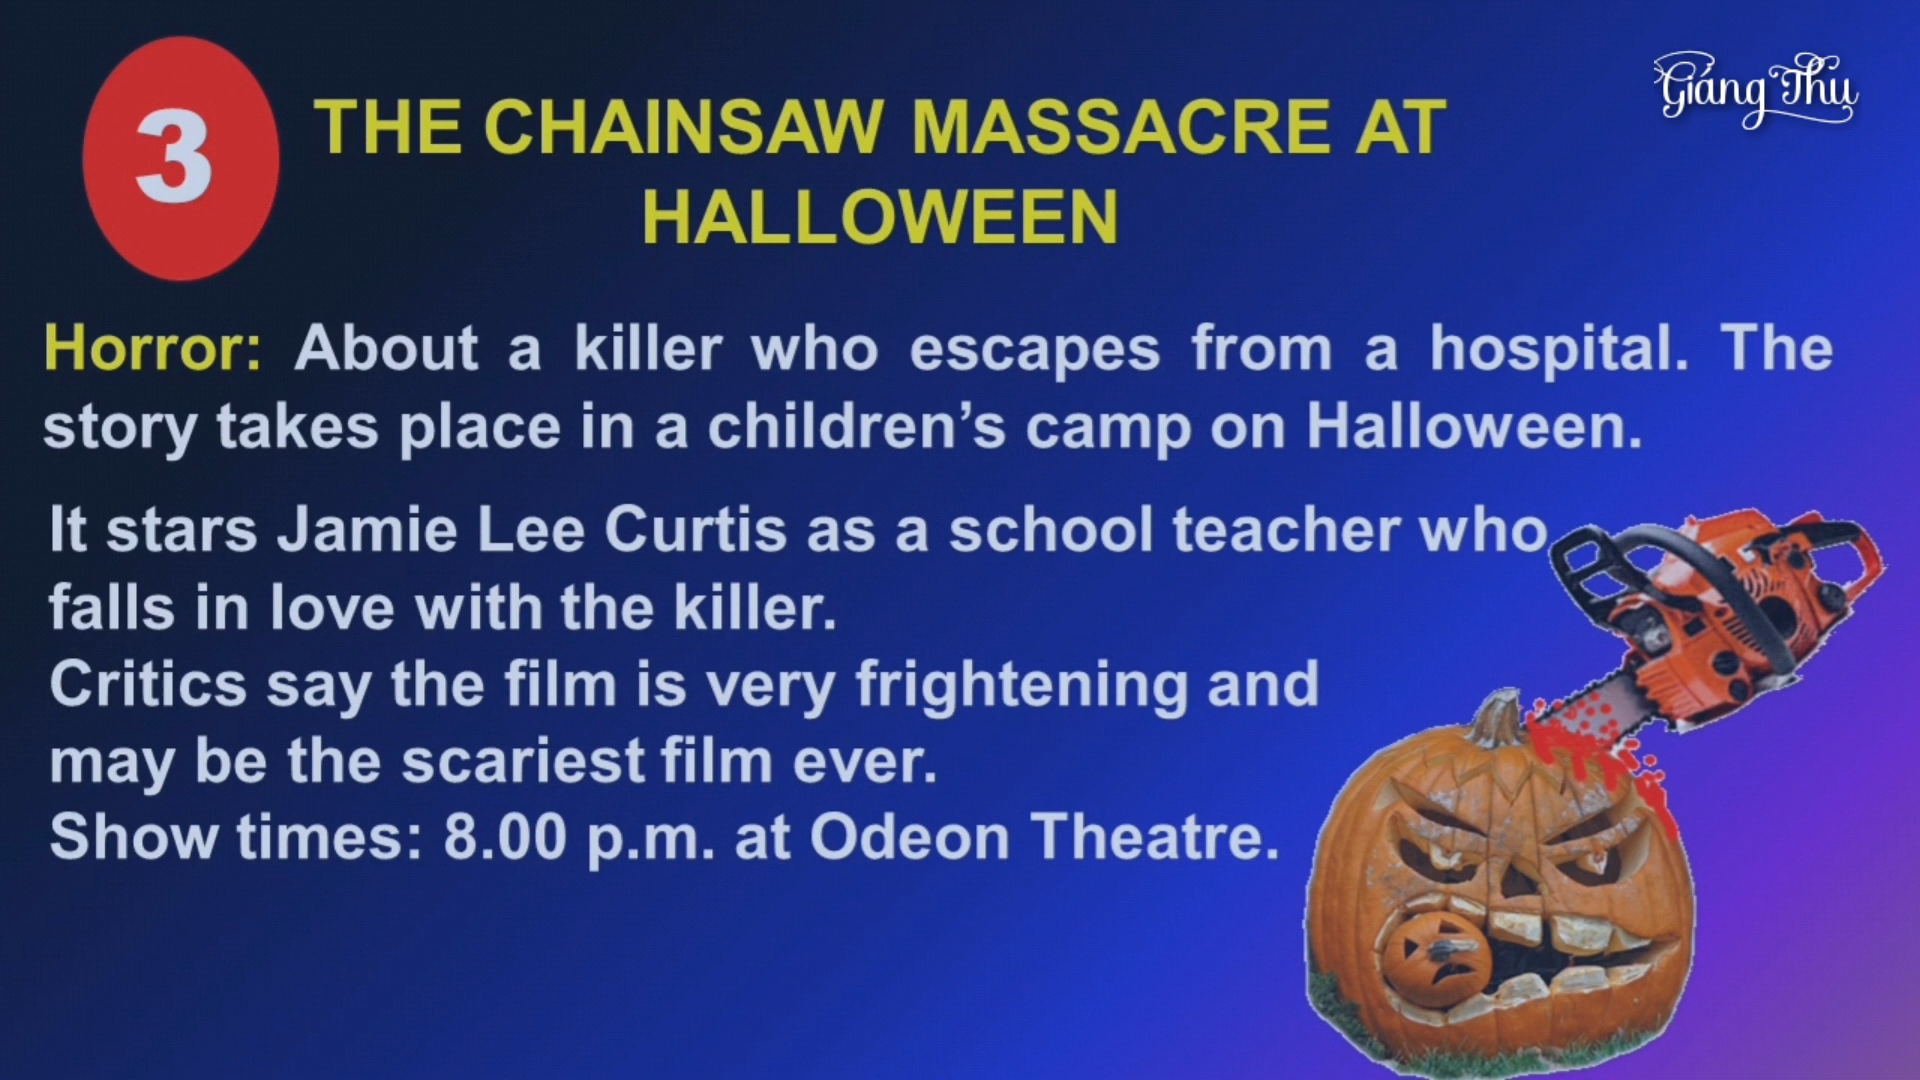 3
Giáng Thu
THE CHAINSAW MASSACRE AT
HALLOWEEN
Horror: About a killer who escapes from a hospital. The
story takes place in a children’s camp on Halloween.
It stars Jamie Lee Curtis as a school teacher who
falls in love with the killer.
Critics say the film is very frightening and
may be the scariest film ever.
Show times: 8.00 p.m. at Odeon Theatre.